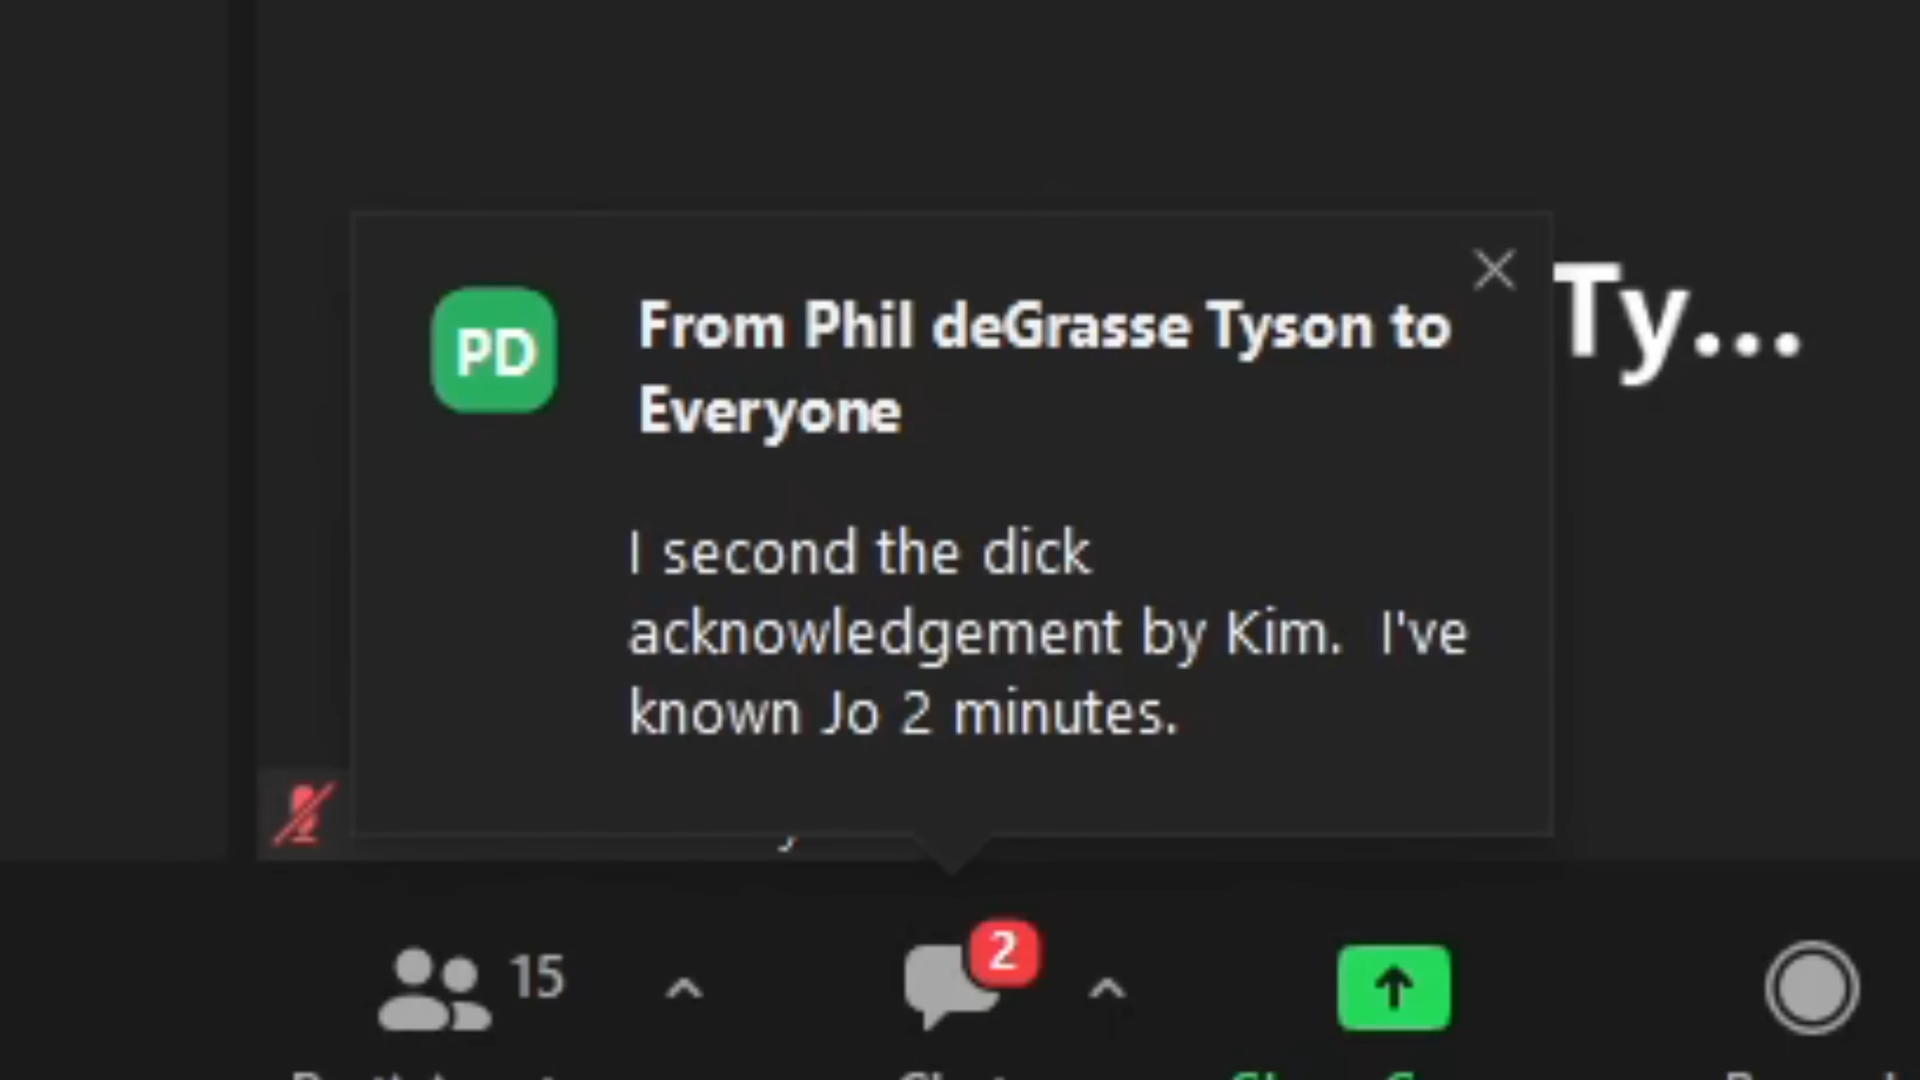 Ty...
PD
From Phil deGrasse Tyson to
Everyone
I second the dick
acknowledgement by Kim.  I've
known Jo 2 minutes.
15
2